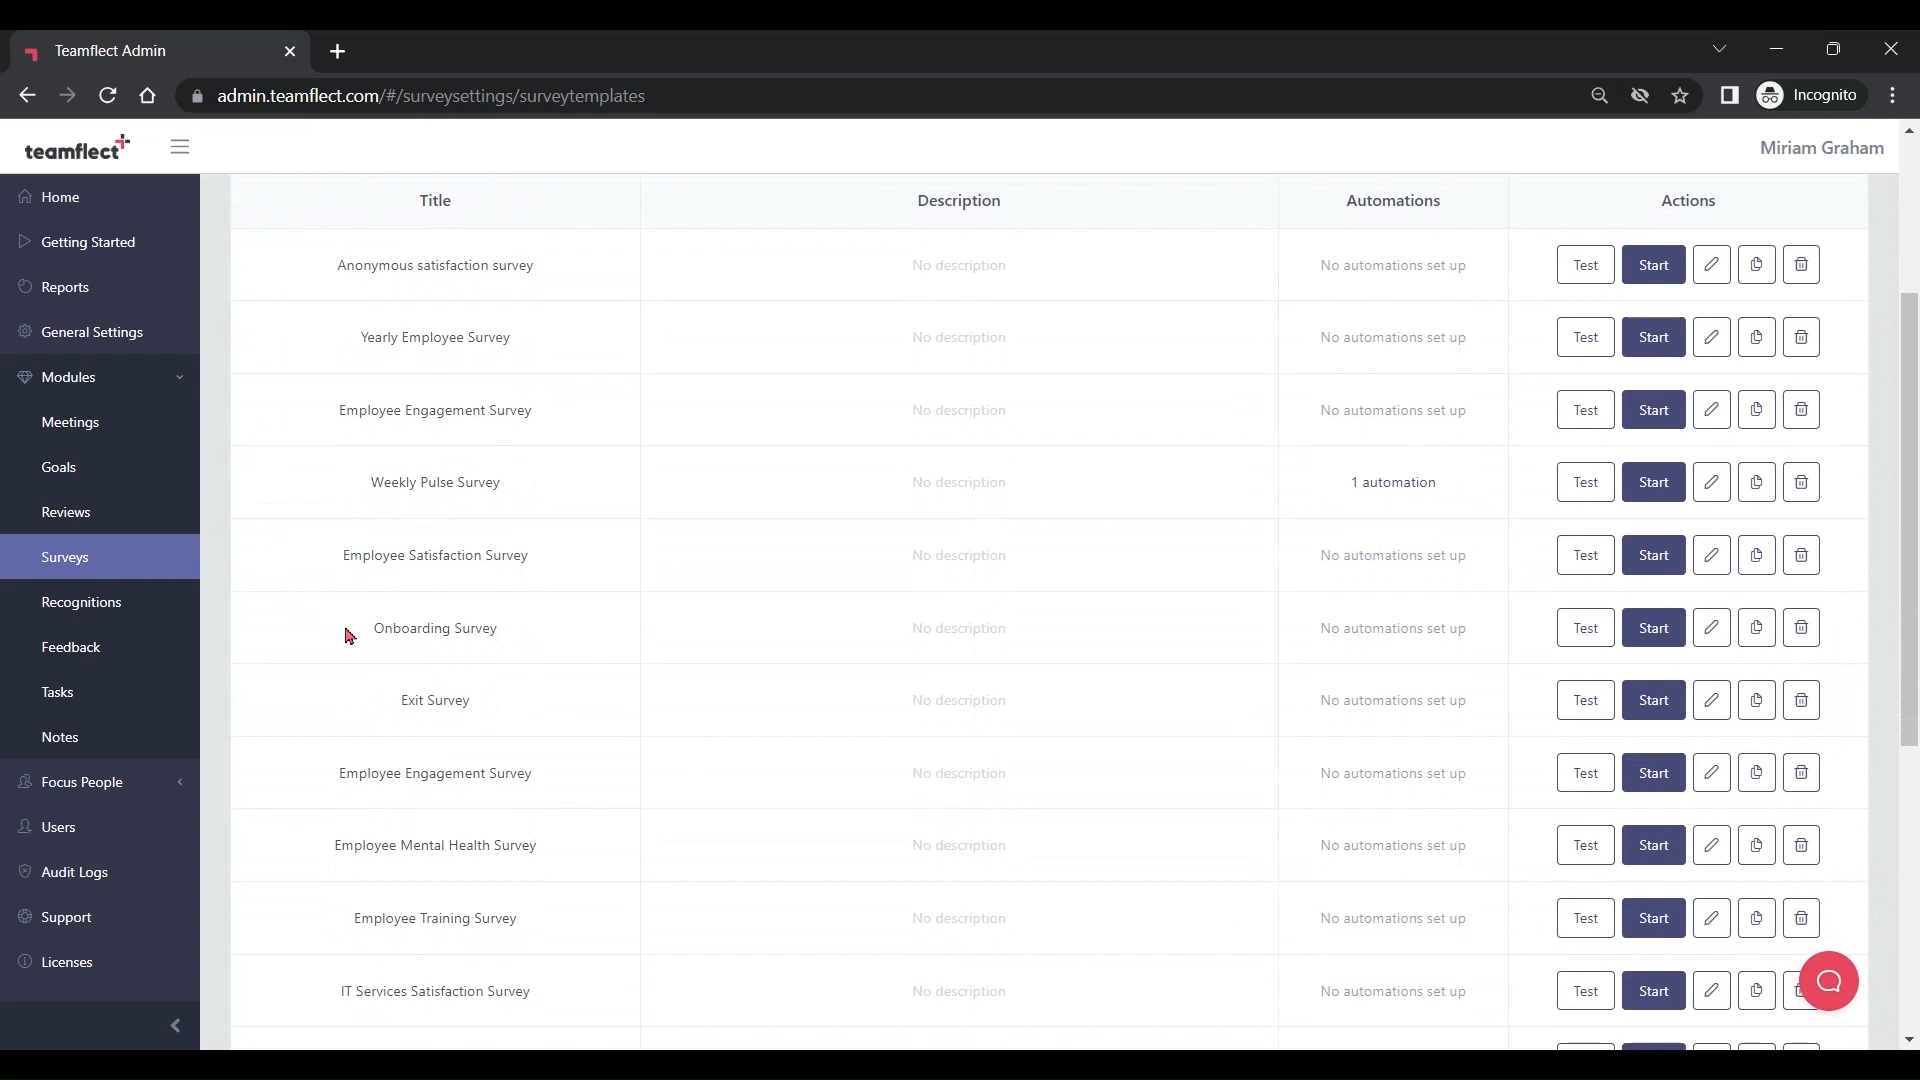 Teamflect Admin
admin.teamflect.com/#/surveysettings/surveytemplates
Incognito
teamflect
Miriam Graham
Home
Getting Started
Reports
General Settings
Modules
Meetings
Goals
Reviews
Surveys
Recognitions
Feedback
Tasks
Notes
Focus People
Users
Audit Logs
Support
Licenses
Title Description Automations Actions
Anonymous satisfaction survey No description No automations set up Test Start
Yearly Employee Survey No description No automations set up Test Start
Employee Engagement Survey No description No automations set up Test Start
Weekly Pulse Survey No description 1 automation Test Start
Employee Satisfaction Survey No description No automations set up Test Start
Onboarding Survey No description No automations set up Test Start
Exit Survey No description No automations set up Test Start
Employee Engagement Survey No description No automations set up Test Start
Employee Mental Health Survey No description No automations set up Test Start
Employee Training Survey No description No automations set up Test Start
IT Services Satisfaction Survey No description No automations set up Test Start